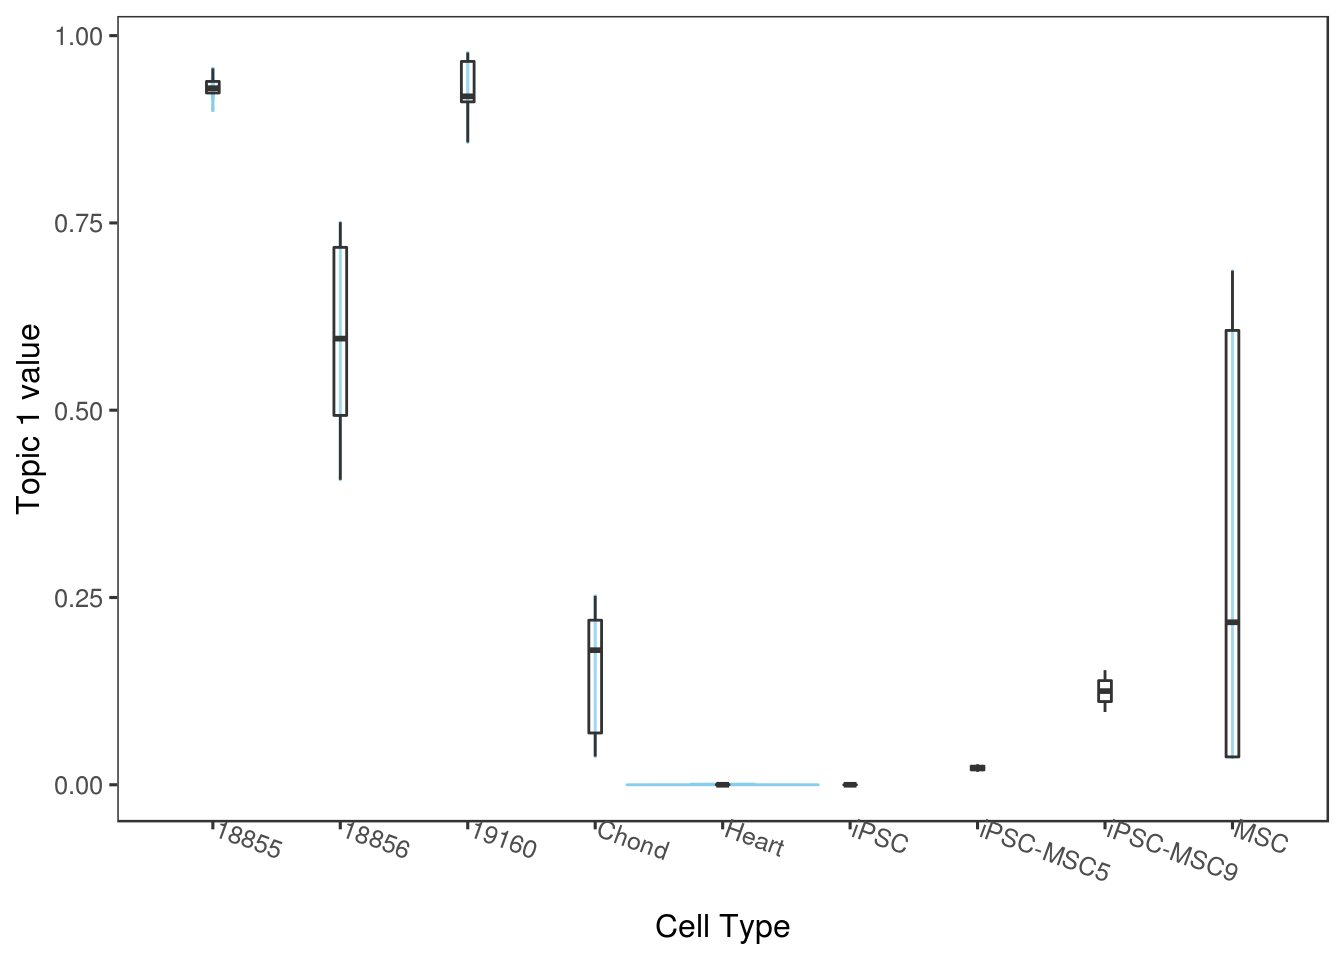 1.00
0.75
0.50
0.25
0.00
Topic 1 value
18855
18856
19160
Chond
Heart
iPSC
iPSC-MSC5
iPSC-MSC9
MSC
Cell Type